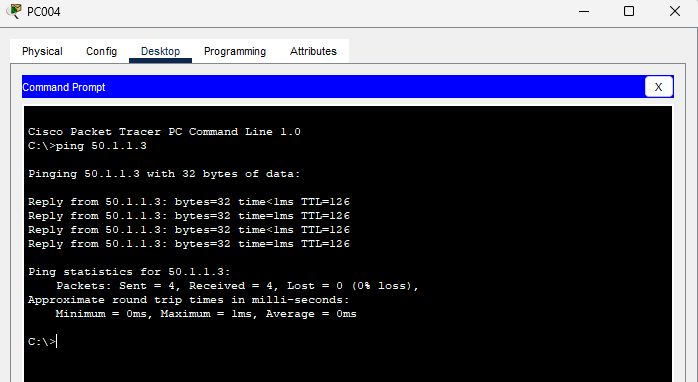 PC004
Physical Config Desktop Programming Attributes
Command Prompt
X
Cisco Packet Tracer PC Command Line 1.0
C:\>ping 50.1.1.3
Pinging 50.1.1.3 with 32 bytes of data:
Reply from 50.1.1.3: bytes=32 time<1ms TTL=126
Reply from 50.1.1.3: bytes=32 time=1ms TTL=126
Reply from 50.1.1.3: bytes=32 time<1ms TTL=126
Reply from 50.1.1.3: bytes=32 time=1ms TTL=126
Ping statistics for 50.1.1.3:
    Packets: Sent = 4, Received = 4, Lost = 0 (0% loss),
Approximate round trip times in milli-seconds:
    Minimum = 0ms, Maximum = 1ms, Average = 0ms
C:\>